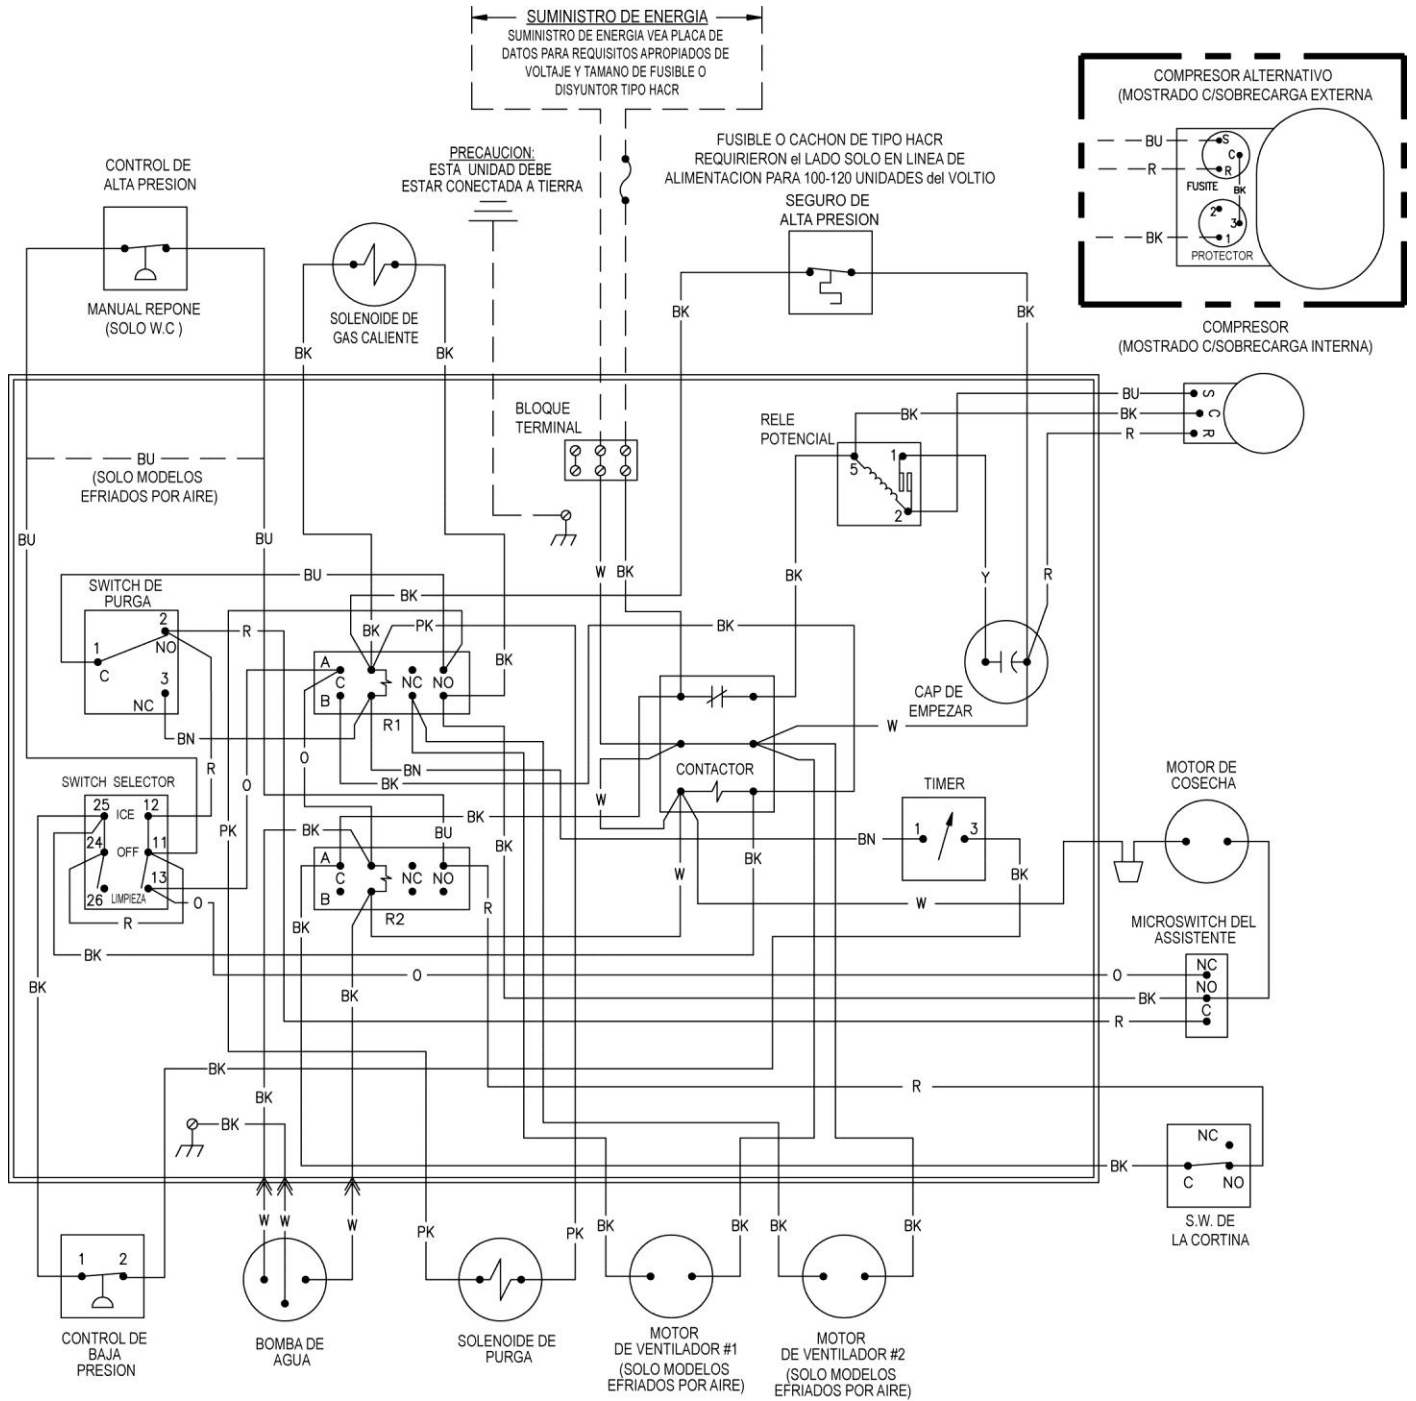 SUMINISTRO DE ENERGIA
SUMINISTRO DE ENERGIA VEA PLACA DE
DATOS PARA REQUISITOS APROPIADOS DE
VOLTAJE Y TAMANO DE FUSIBLE O
DISYUNTOR TIPO HACR
COMPRESOR ALTERNATIVO
(MOSTRADO C/SOBRECARGA EXTERNA
BU
S
C
R
R
FUSITE
BK
2
3
BK
1
PROTECTOR
CONTROL DE
ALTA PRESION
MANUAL REPONE
(SOLO W.C )
PRECAUCION:
ESTA UNIDAD DEBE
ESTAR CONECTADA A TIERRA
FUSIBLE O CACHON DE TIPO HACR
REQUIRIERON el LADO SOLO EN LINEA DE
ALIMENTACION PARA 100-120 UNIDADES del VOLTIO
SEGURO DE
ALTA PRESION
SOLENOIDE DE
GAS CALIENTE
BK
BK
BK
BK
COMPRESOR
(MOSTRADO C/SOBRECARGA INTERNA)
BU
S
BK
BK
C
R
R
BLOQUE
TERMINAL
RELE
POTENCIAL
5
1
2
BU
(SOLO MODELOS
EFRIADOS POR AIRE)
BU
BU
W
BK
BK
Y
R
SWITCH DE
PURGA
BU
BK
2
NO
1
C
3
NC
R
BK
PK
BK
BK
A
C
NC
NO
B
R1
BN
CAP DE
EMPEZAR
W
R
O
O
BN
BK
CONTACTOR
W
SWITCH SELECTOR
25
ICE
12
24
OFF
11
26
LIMPIEZA
13
R
O
BK
PK
BK
BK
BU
BK
A
C
NC
NO
B
R2
BK
R
W
BK
TIMER
BN
1
3
BK
W
MOTOR DE
COSECHA
MICROSWITCH DEL
ASSISTENTE
NC
NO
C
O
O
BK
R
BK
BK
BK
BK
BK
R
NC
BK
C
NO
S.W. DE
LA CORTINA
W
W
W
PK
PK
BK
BK
BK
BK
1
2
CONTROL DE
BAJA
PRESION
BOMBA DE
AGUA
SOLENOIDE DE
PURGA
MOTOR
DE VENTILADOR #1
(SOLO MODELOS
EFRIADOS POR AIRE)
MOTOR
DE VENTILADOR #2
(SOLO MODELOS
EFRIADOS POR AIRE)